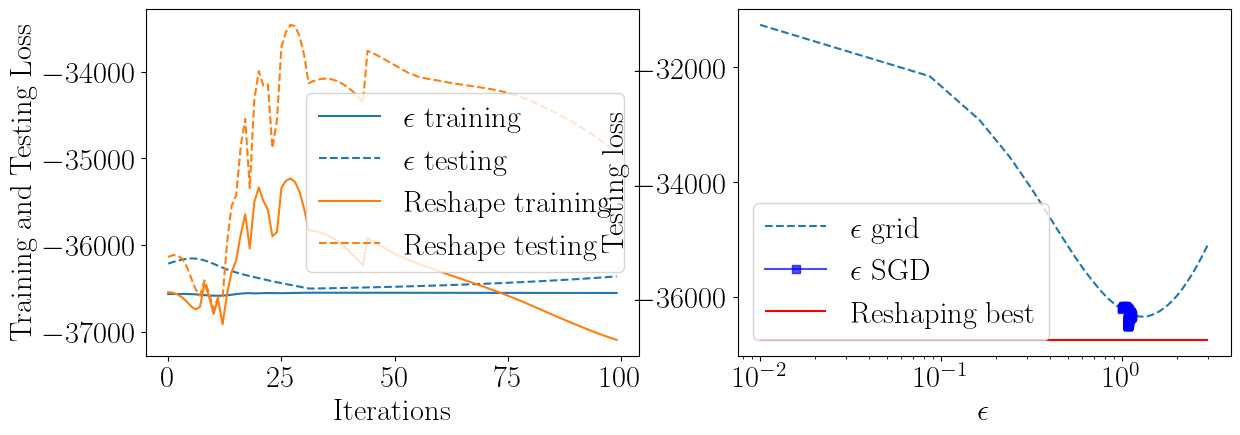 Training and Testing Loss
−34000
−35000
−36000
−37000
0
25
50
75
100
Iterations
ϵ training
ϵ testing
Reshape training
Reshape testing
Testing loss
−32000
−34000
−36000
10⁻²
10⁻¹
10⁰
ϵ
ϵ grid
ϵ SGD
Reshaping best